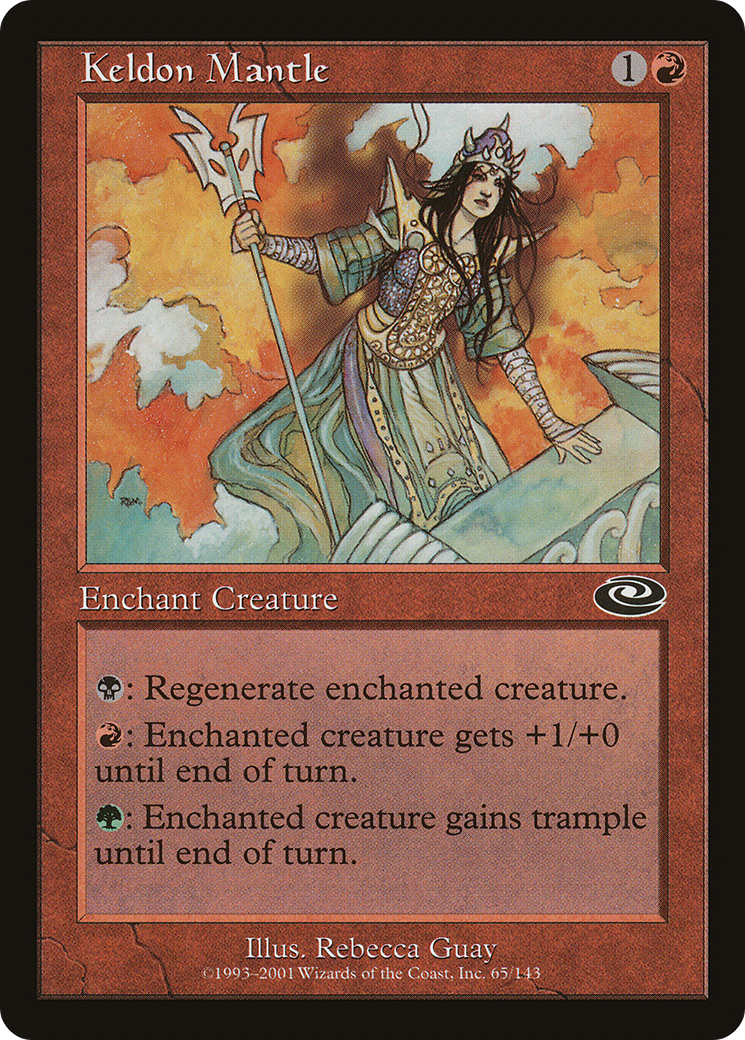 Keldon Mantle 1
Enchant Creature
: Regenerate enchanted creature.
: Enchanted creature gets +1/+0
until end of turn.
: Enchanted creature gains trample
until end of turn.
Illus. Rebecca Guay
©1993–2001 Wizards of the Coast, Inc. 65/143